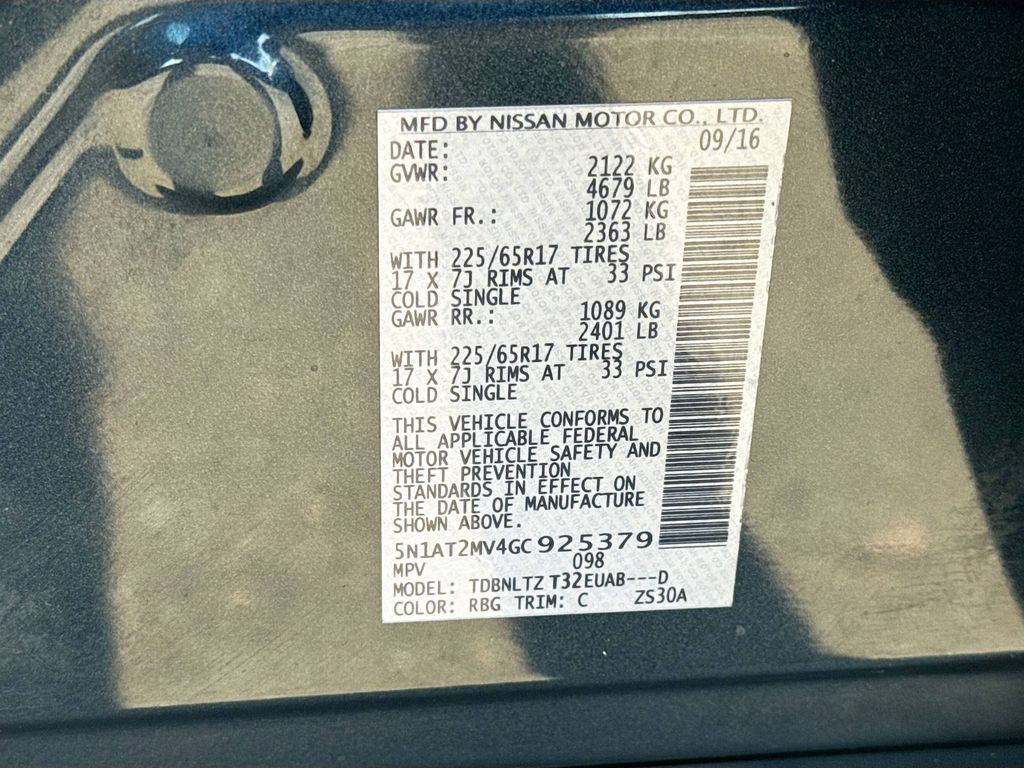 MFD BY NISSAN MOTOR CO., LTD.
DATE: 09/16
GVWR: 2122 KG
4679 LB
GAWR FR.: 1072 KG
2363 LB
WITH 225/65R17 TIRES
17 X 7J RIMS AT 33 PSI
COLD SINGLE
GAWR RR.: 1089 KG
2401 LB
WITH 225/65R17 TIRES
17 X 7J RIMS AT 33 PSI
COLD SINGLE
THIS VEHICLE CONFORMS TO
ALL APPLICABLE FEDERAL
MOTOR VEHICLE SAFETY AND
THEFT PREVENTION
STANDARDS IN EFFECT ON
THE DATE OF MANUFACTURE
SHOWN ABOVE.
5N1AT2MV4GC925379
MPV 098
MODEL: TDBNLTZ T32EUAB---D
COLOR: RBG TRIM: C ZS30A